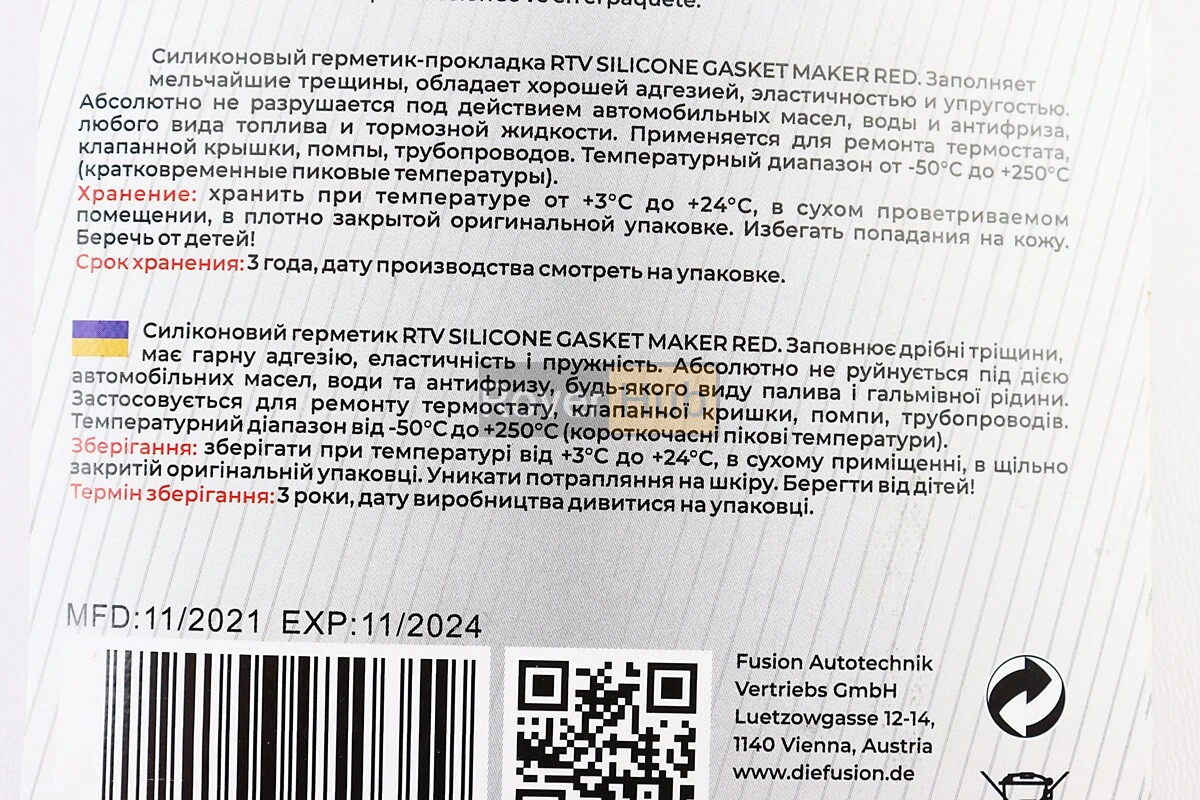 en el paquete.
Силиконовый герметик-прокладка RTV SILICONE GASKET MAKER RED. Заполняет
мельчайшие трещины, обладает хорошей адгезией, эластичностью и упругостью.
Абсолютно не разрушается под действием автомобильных масел, воды и антифриза,
любого вида топлива и тормозной жидкости. Применяется для ремонта термостата,
клапанной крышки, помпы, трубопроводов. Температурный диапазон от -50°C до +250°C
(кратковременные пиковые температуры).
Хранение: хранить при температуре от +3°C до +24°C, в сухом проветриваемом
помещении, в плотно закрытой оригинальной упаковке. Избегать попадания на кожу.
Беречь от детей!
Срок хранения: 3 года, дату производства смотреть на упаковке.
Силіконовий герметик RTV SILICONE GASKET MAKER RED. Заповнює дрібні тріщини,
має гарну адгезію, еластичність і пружність. Абсолютно не руйнується під дією
автомобільних масел, води та антифризу, будь-якого виду палива і гальмівної рідини.
Застосовується для ремонту термостату, клапанної кришки, помпи, трубопроводів.
Температурний діапазон від -50°C до +250°C (короткочасні пікові температури).
Зберігання: зберігати при температурі від +3°C до +24°C, в сухому приміщенні, в щільно
закритій оригінальній упаковці. Уникати потрапляння на шкіру. Берегти від дітей!
Термін зберігання: 3 роки, дату виробництва дивитися на упаковці.
MFD:11/2021 EXP:11/2024
Fusion Autotechnik
Vertriebs GmbH
Luetzowgasse 12-14,
1140 Vienna, Austria
www.diefusion.de